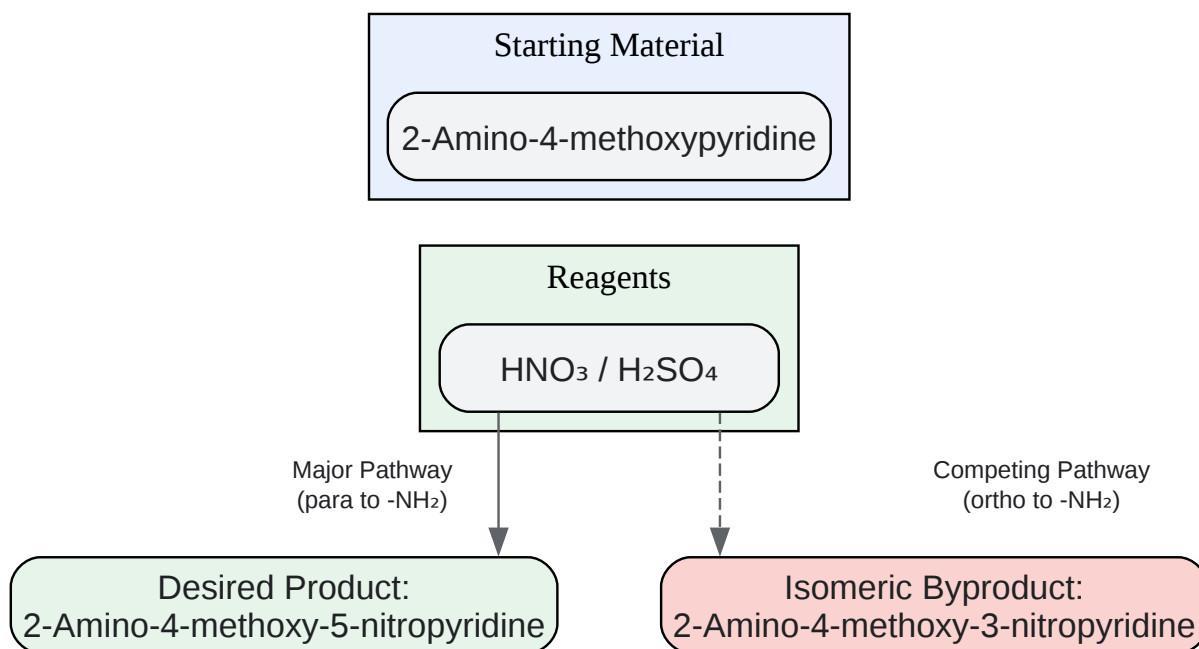 Starting Material
2-Amino-4-methoxypyridine
Reagents
HNO₃ / H₂SO₄
Major Pathway
(para to -NH₂)
Competing Pathway
(ortho to -NH₂)
Desired Product:
2-Amino-4-methoxy-5-nitropyridine
Isomeric Byproduct:
2-Amino-4-methoxy-3-nitropyridine